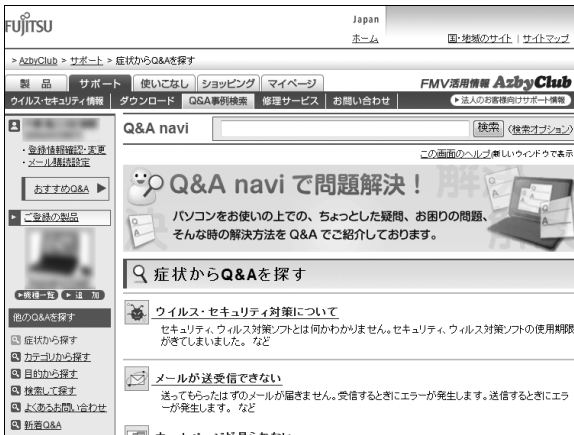 FUJITSU
Japan
ホーム
国・地域のサイト | サイトマップ
> AzbyClub > サポート > 症状からQ&Aを探す
製 品 サポート 使いこなし ショッピング マイページ
FMV活用情報 AzbyClub
ウイルス・セキュリティ情報 ダウンロード Q&A事例検索 修理サービス お問い合わせ
法人のお客様向けサポート情報
・登録情報確認・変更
・メール購読設定
おすすめQ&A
ご登録の製品
機種一覧 追 加
他のQ&Aを探す
症状から探す
カテゴリから探す
目的から探す
検索して探す
よくあるお問い合わせ
新着Q&A
Q&A navi
検索 (検索オプション)
この画面のヘルプ(新しいウィンドウで表示
Q&A navi で問題解決！
パソコンをお使いの上での、ちょっとした疑問、お困りの問題、
そんな時の解決方法を Q&A でご紹介しております。
症状からQ&Aを探す
ウイルス・セキュリティ対策について
セキュリティ、ウィルス対策ソフトとは何かわかりません。セキュリティ、ウィルス対策ソフトの使用期限
がきてしまいました。 など
メールが送受信できない
送ってもらったはずのメールが届きません。受信するときにエラーが発生します。送信するときにエラ
ーが発生します。 など